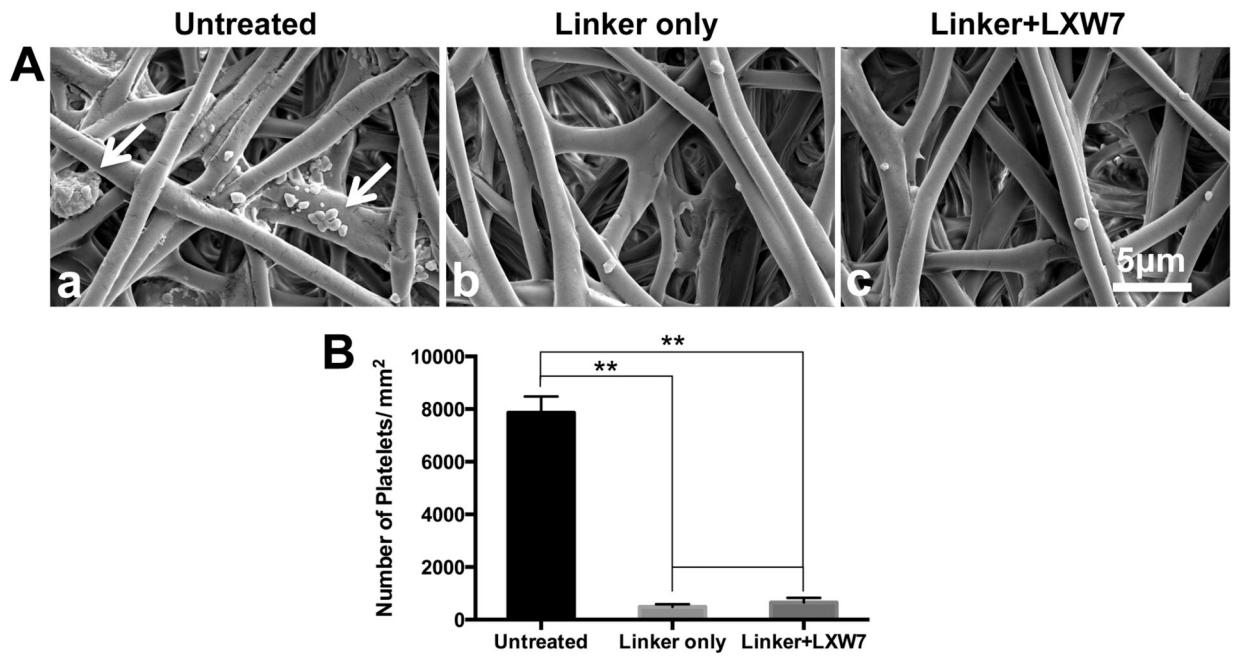 Untreated
Linker only
Linker+LXW7
A
a
b
c
5μm
B
**
**
Number of Platelets/ mm²
10000
8000
6000
4000
2000
0
Untreated
Linker only
Linker+LXW7